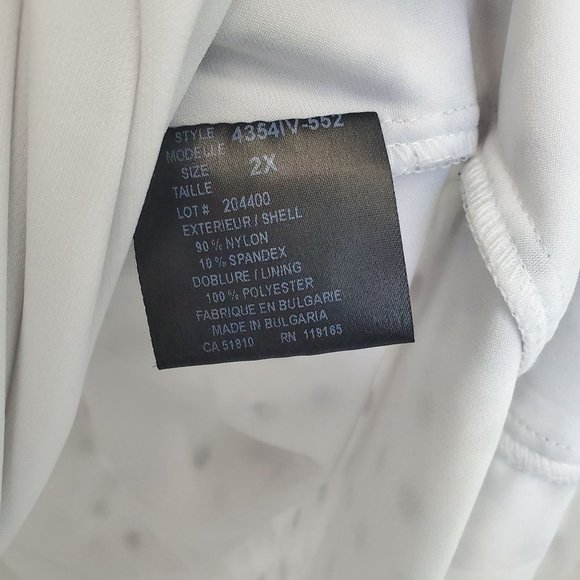 STYLE 4354IV-552
MODELLE
SIZE 2X
TAILLE
LOT # 204400
EXTERIEUR / SHELL
90 % NYLON
10 % SPANDEX
DOBLURE / LINING
100 % POLYESTER
FABRIQUE EN BULGARIE
MADE IN BULGARIA
CA 51810 RN 119165